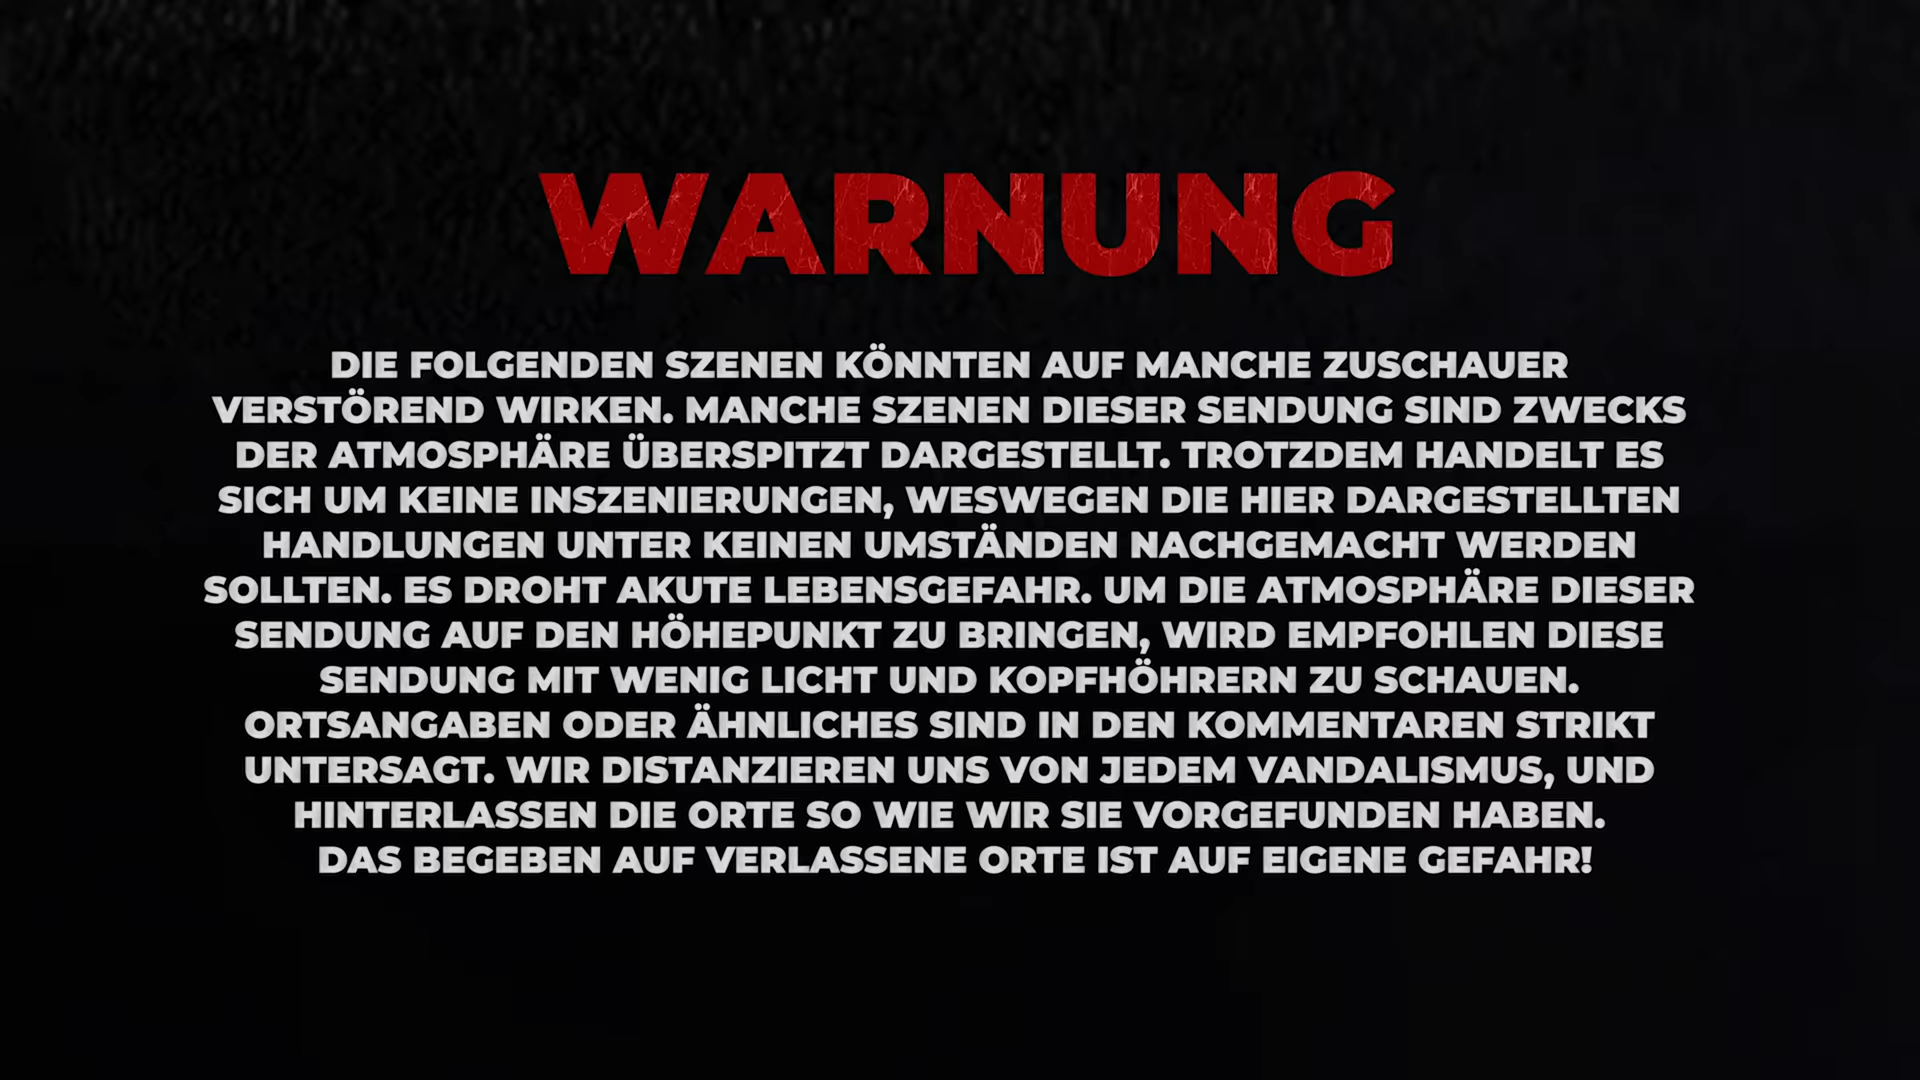 WARNUNG
DIE FOLGENDEN SZENEN KÖNNTEN AUF MANCHE ZUSCHAUER
VERSTÖREND WIRKEN. MANCHE SZENEN DIESER SENDUNG SIND ZWECKS
DER ATMOSPHÄRE ÜBERSPITZT DARGESTELLT. TROTZDEM HANDELT ES
SICH UM KEINE INSZENIERUNGEN, WESWEGEN DIE HIER DARGESTELLTEN
HANDLUNGEN UNTER KEINEN UMSTÄNDEN NACHGEMACHT WERDEN
SOLLTEN. ES DROHT AKUTE LEBENSGEFAHR. UM DIE ATMOSPHÄRE DIESER
SENDUNG AUF DEN HÖHEPUNKT ZU BRINGEN, WIRD EMPFOHLEN DIESE
SENDUNG MIT WENIG LICHT UND KOPFHÖHRERN ZU SCHAUEN.
ORTSANGABEN ODER ÄHNLICHES SIND IN DEN KOMMENTAREN STRIKT
UNTERSAGT. WIR DISTANZIEREN UNS VON JEDEM VANDALISMUS, UND
HINTERLASSEN DIE ORTE SO WIE WIR SIE VORGEFUNDEN HABEN.
DAS BEGEBEN AUF VERLASSENE ORTE IST AUF EIGENE GEFAHR!